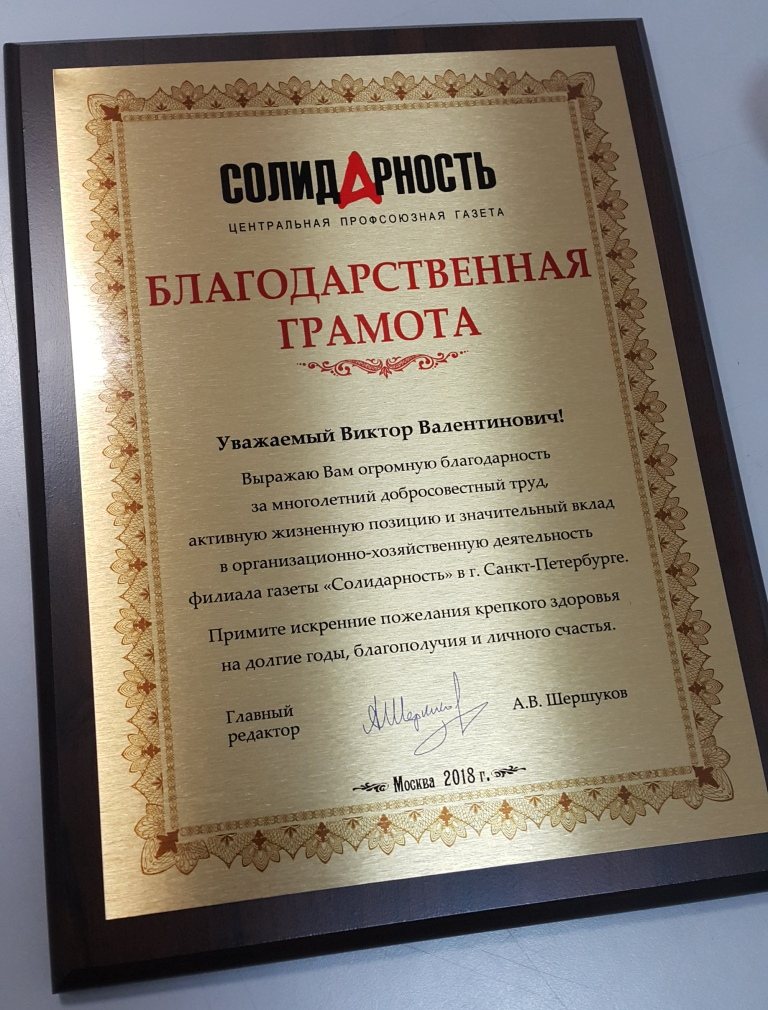 СОЛИДАРНОСТЬ
ЦЕНТРАЛЬНАЯ ПРОФСОЮЗНАЯ ГАЗЕТА
БЛАГОДАРСТВЕННАЯ
ГРАМОТА
Уважаемый Виктор Валентинович!
Выражаю Вам огромную благодарность
за многолетний добросовестный труд,
активную жизненную позицию и значительный вклад
в организационно-хозяйственную деятельность
филиала газеты «Солидарность» в г. Санкт-Петербурге.
Примите искренние пожелания крепкого здоровья
на долгие годы, благополучия и личного счастья.
Главный
редактор
А.В. Шершуков
Москва 2018 г.